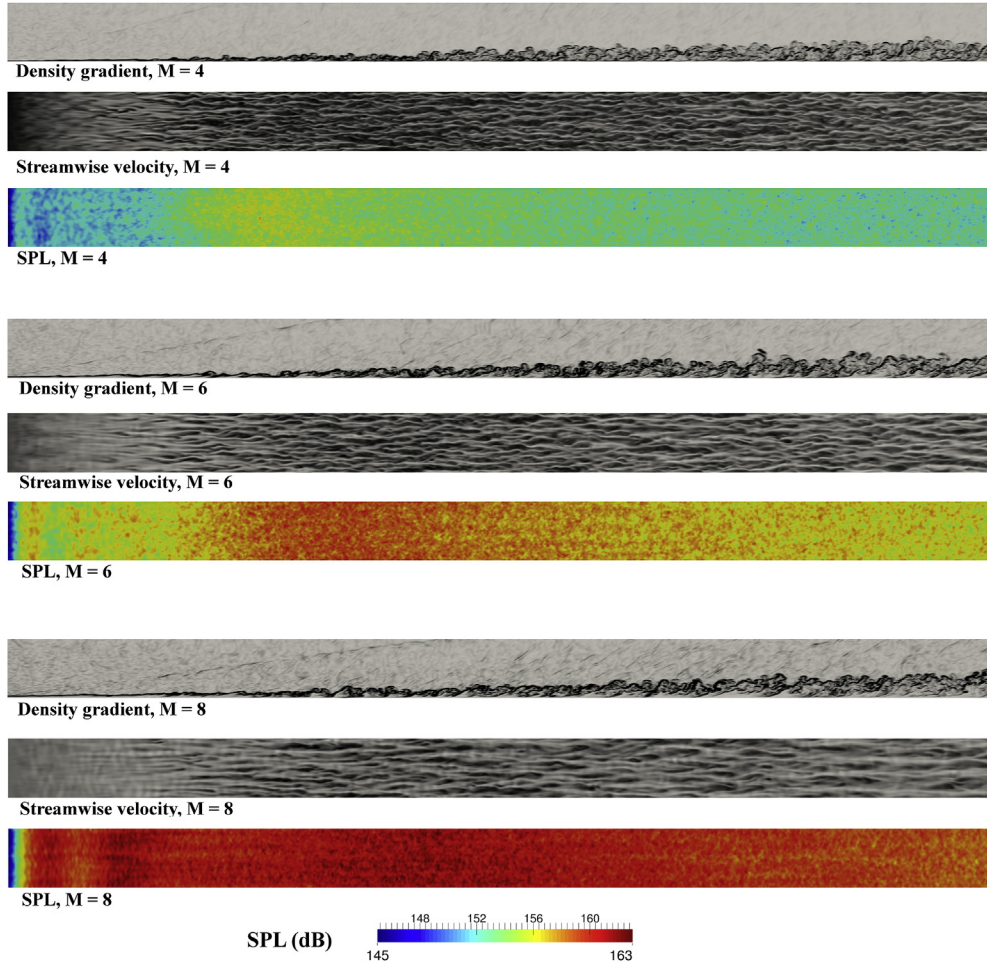 Density gradient, M = 4
Streamwise velocity, M = 4
SPL, M = 4
Density gradient, M = 6
Streamwise velocity, M = 6
SPL, M = 6
Density gradient, M = 8
Streamwise velocity, M = 8
SPL, M = 8
148 152 156 160
SPL (dB)
145 163